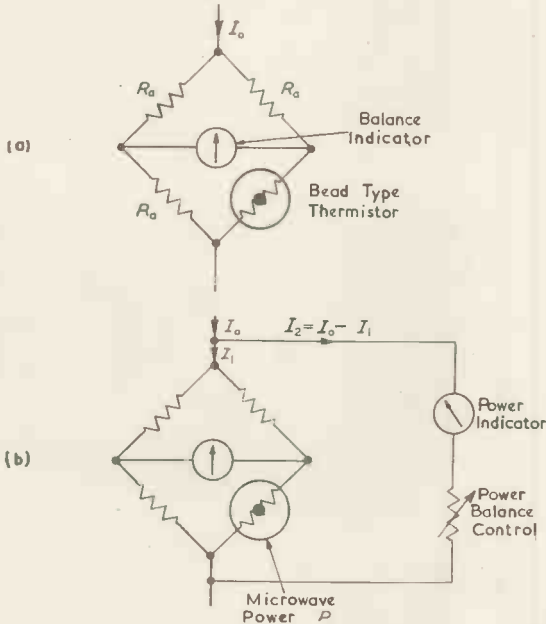 I₀
Rₐ
Rₐ
(a)
Balance
Indicator
Bead Type
Thermistor
Rₐ
I₀
I₂ = I₀ − I₁
I₁
Power
Indicator
(b)
Power
Balance
Control
Microwave
Power P